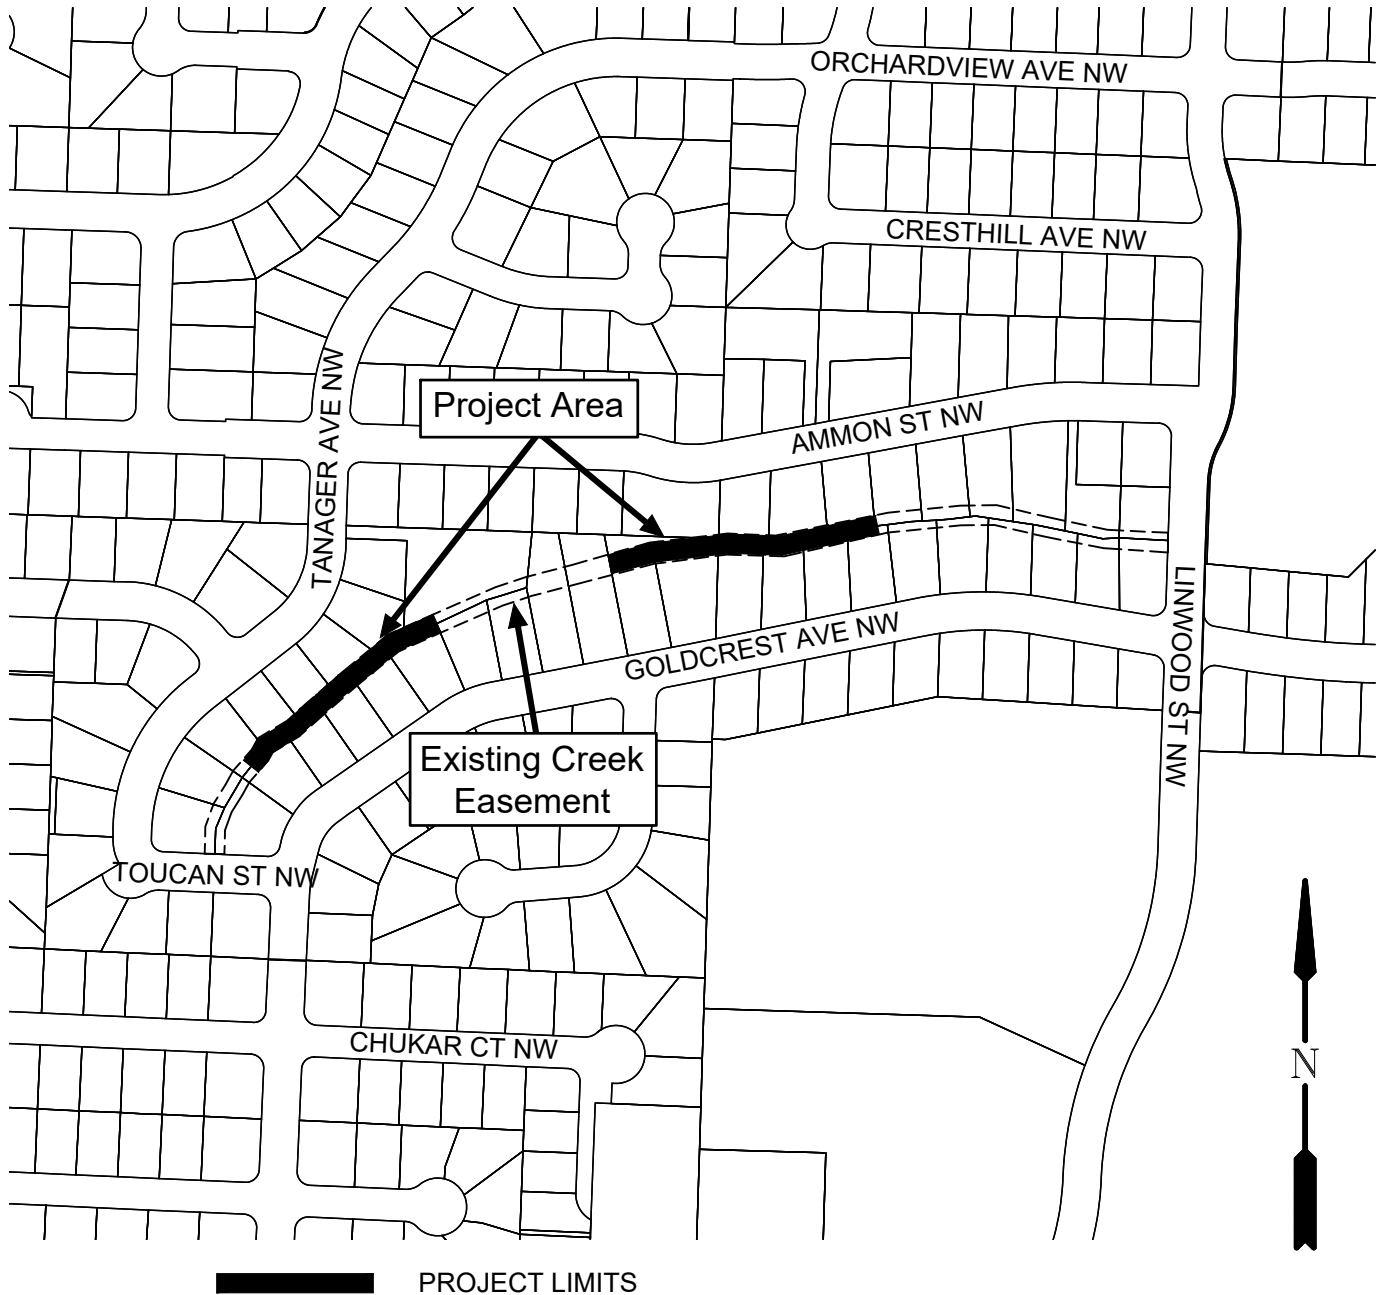 ORCHARDVIEW AVE NW
CRESTHILL AVE NW
TANAGER AVE NW
Project Area
AMMON ST NW
LINWOOD ST NW
GOLDCREST AVE NW
Existing Creek
Easement
TOUCAN ST NW
CHUKAR CT NW
N
PROJECT LIMITS